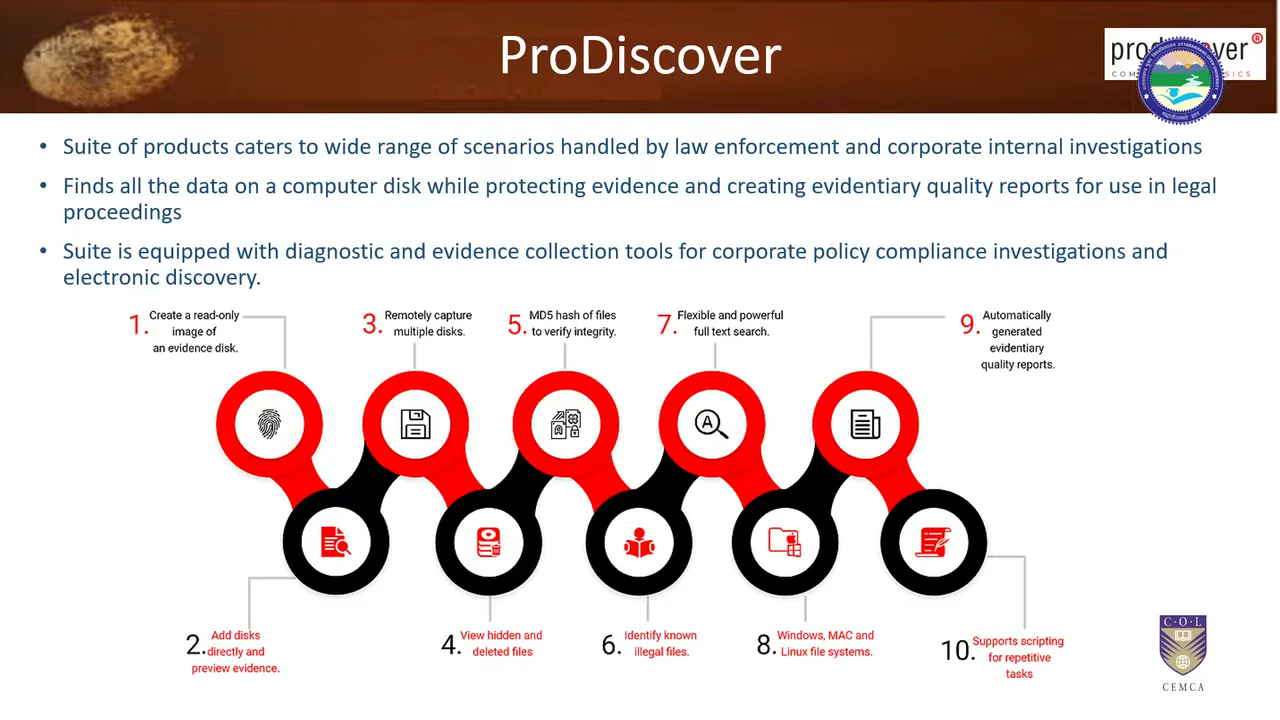 ProDiscover
• Suite of products caters to wide range of scenarios handled by law enforcement and corporate internal investigations
• Finds all the data on a computer disk while protecting evidence and creating evidentiary quality reports for use in legal
proceedings
• Suite is equipped with diagnostic and evidence collection tools for corporate policy compliance investigations and
electronic discovery.
1. Create a read-only
image of
an evidence disk.
3. Remotely capture
multiple disks.
5. MD5 hash of files
to verify integrity.
7. Flexible and powerful
full text search.
9. Automatically
generated
evidentiary
quality reports.
2. Add disks
directly and
preview evidence.
4. View hidden and
deleted files
6. Identify known
illegal files.
8. Windows, MAC and
Linux file systems.
10. Supports scripting
for repetitive
tasks
C·O·L
CEMCA